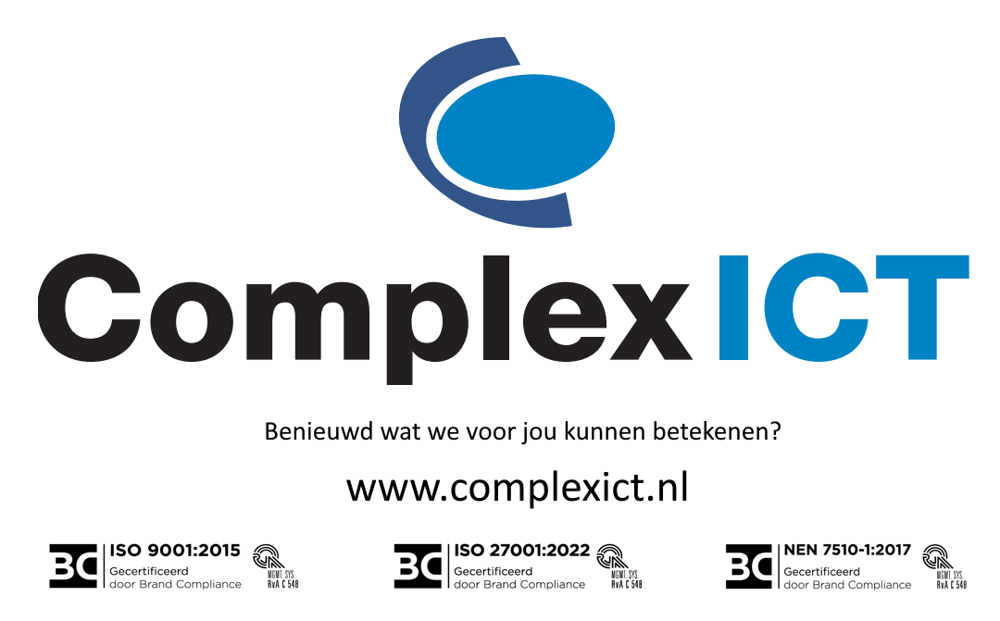 Complex ICT
Benieuwd wat we voor jou kunnen betekenen?
www.complexict.nl
BC
ISO 9001:2015
Gecertificeerd
door Brand Compliance
MGMT. SYS.
RvA C 548
BC
ISO 27001:2022
Gecertificeerd
door Brand Compliance
MGMT. SYS.
RvA C 548
BC
NEN 7510-1:2017
Gecertificeerd
door Brand Compliance
MGMT. SYS.
RvA C 548